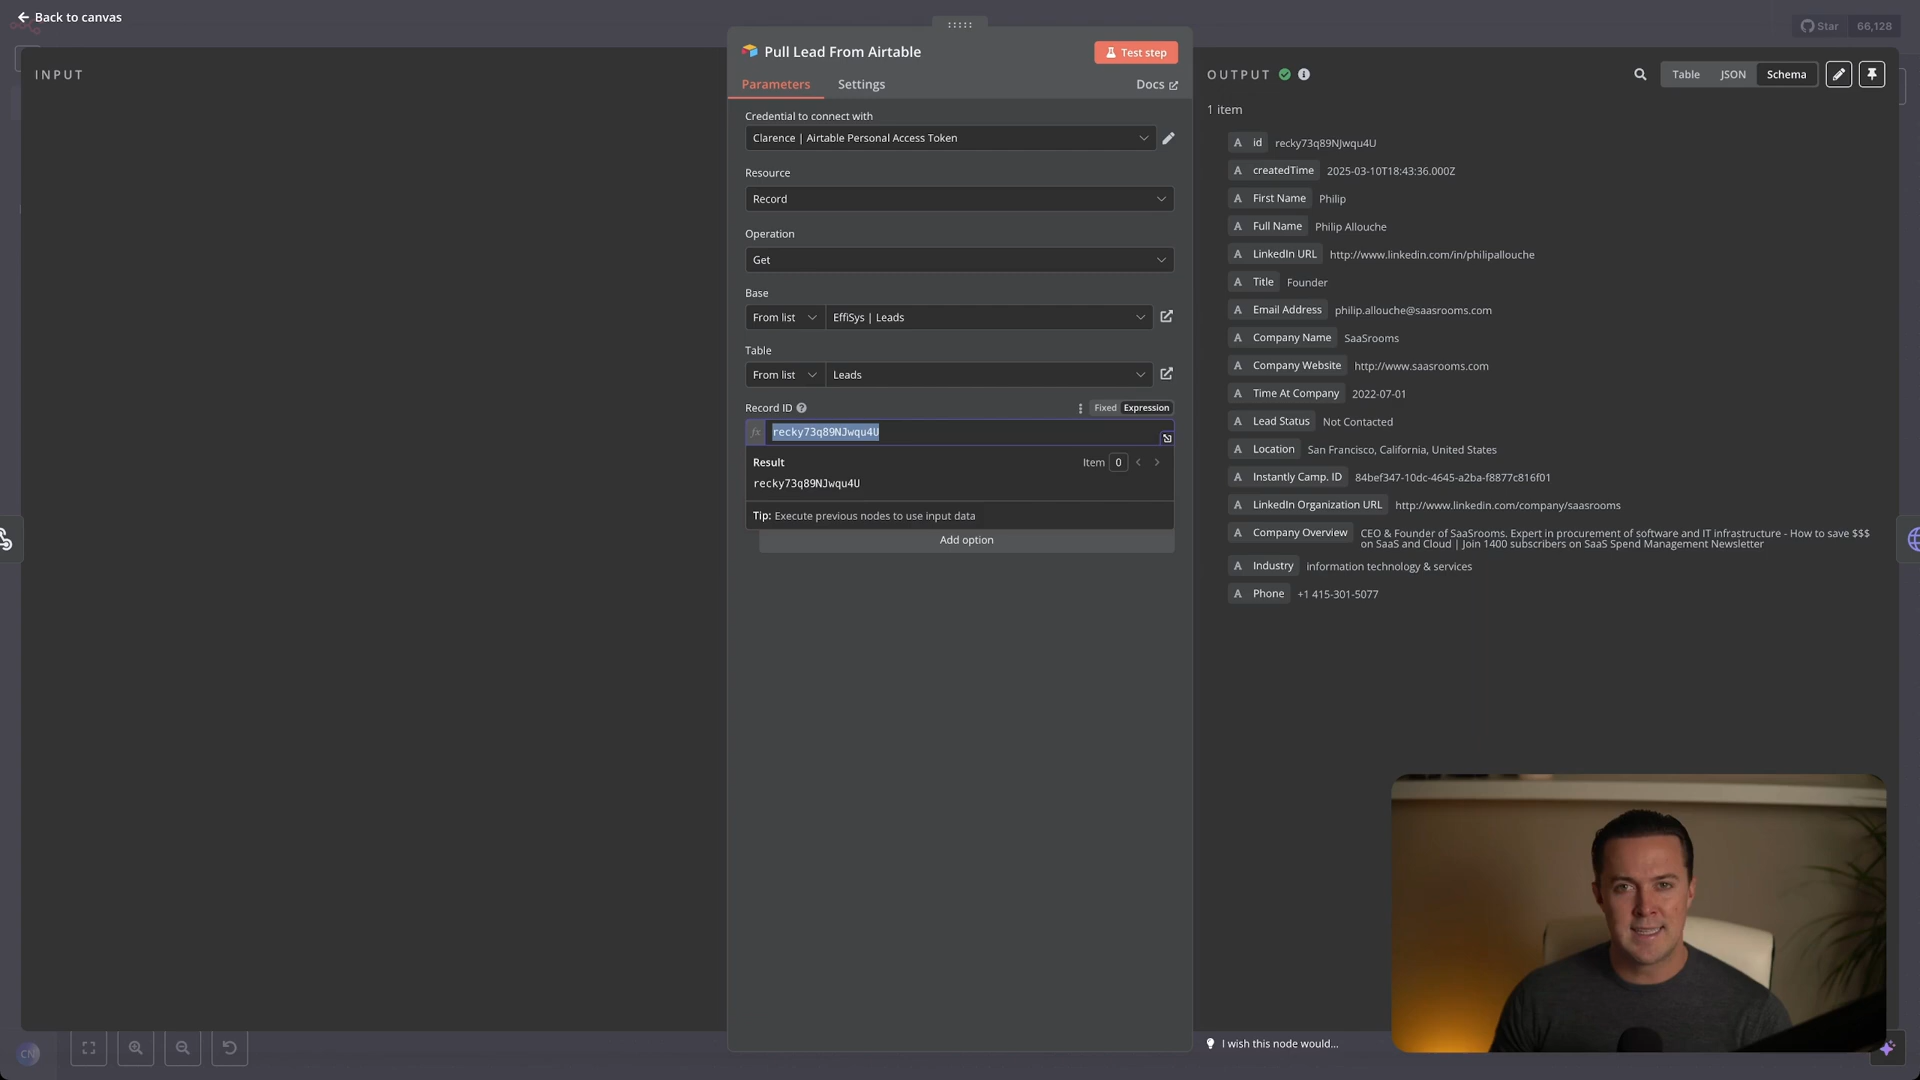 Back to canvas
Star 66,128
INPUT
Pull Lead From Airtable
Test step
Parameters
Settings
Docs
Credential to connect with
Clarence | Airtable Personal Access Token
Resource
Record
Operation
Get
Base
From list
EffiSys | Leads
Table
From list
Leads
Record ID
Fixed
Expression
fx
recky73q89NJwqu4U
Result
Item 0
recky73q89NJwqu4U
Tip: Execute previous nodes to use input data
Add option
OUTPUT
Table
JSON
Schema
1 item
A id recky73q89NJwqu4U
A createdTime 2025-03-10T18:43:36.000Z
A First Name Philip
A Full Name Philip Allouche
A LinkedIn URL http://www.linkedin.com/in/philipallouche
A Title Founder
A Email Address philip.allouche@saasrooms.com
A Company Name SaaSrooms
A Company Website http://www.saasrooms.com
A Time At Company 2022-07-01
A Lead Status Not Contacted
A Location San Francisco, California, United States
A Instantly Camp. ID 84bef347-10dc-4645-a2ba-f8877c816f01
A LinkedIn Organization URL http://www.linkedin.com/company/saasrooms
A Company Overview CEO & Founder of SaaSrooms. Expert in procurement of software and IT infrastructure - How to save $$$
on SaaS and Cloud | Join 1400 subscribers on SaaS Spend Management Newsletter
A Industry information technology & services
A Phone +1 415-301-5077
I wish this node would...
CN